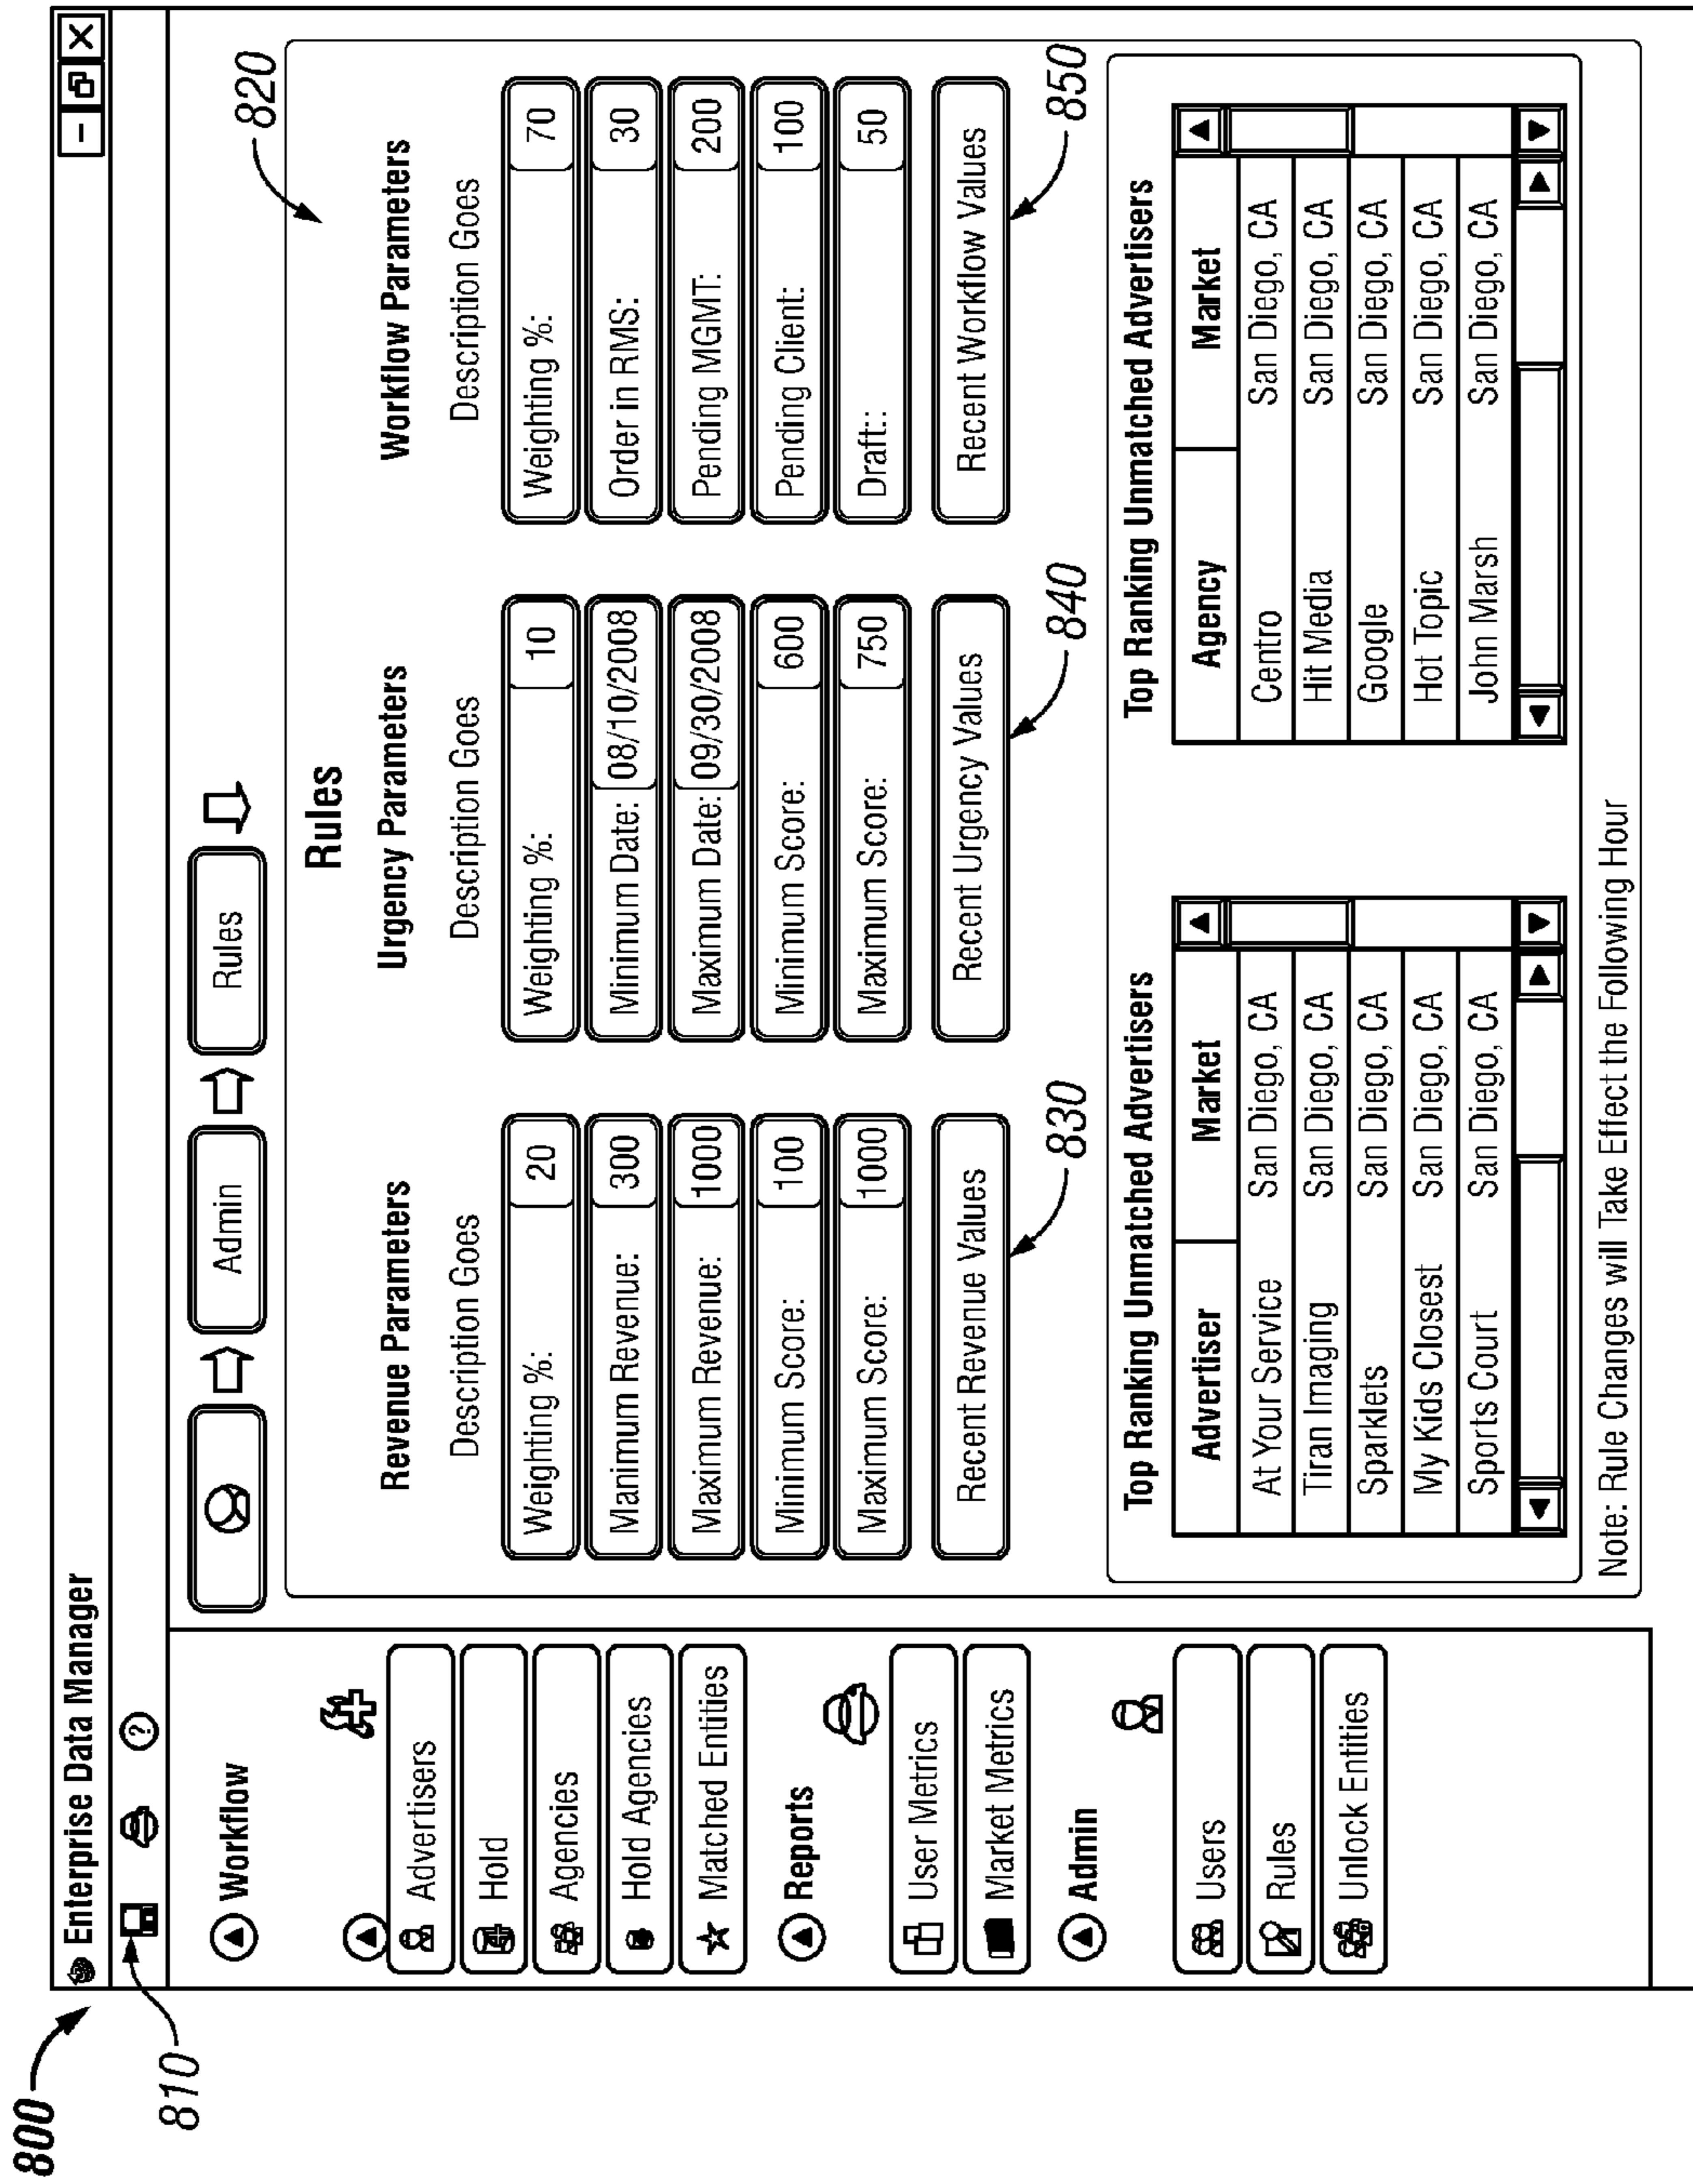 800
Enterprise Data Manager
810
?
Workflow
Advertisers
Hold
Agencies
Hold Agencies
Matched Entities
Reports
User Metrics
Market Metrics
Admin
Users
Rules
Unlock Entities
Admin
Rules
820
Rules
Revenue Parameters
Description Goes
Weighting %: 20
Manimum Revenue: 300
Maximum Revenue: 1000
Minimum Score: 100
Maximum Score: 1000
Recent Revenue Values
830
Urgency Parameters
Description Goes
Weighting %: 10
Minimum Date: 08/10/2008
Maximum Date: 09/30/2008
Minimum Score: 600
Maximum Score: 750
Recent Urgency Values
840
Workflow Parameters
Description Goes
Weighting %: 70
Order in RMS: 30
Pending MGMT: 200
Pending Client: 100
Draft:: 50
Recent Workflow Values
850
Top Ranking Unmatched Advertisers
Advertiser Market
At Your Service San Diego, CA
Tiran Imaging San Diego, CA
Sparklets San Diego, CA
My Kids Closest San Diego, CA
Sports Court San Diego, CA
Top Ranking Unmatched Advertisers
Agency Market
Centro San Diego, CA
Hit Media San Diego, CA
Google San Diego, CA
Hot Topic San Diego, CA
John Marsh San Diego, CA
Note: Rule Changes will Take Effect the Following Hour